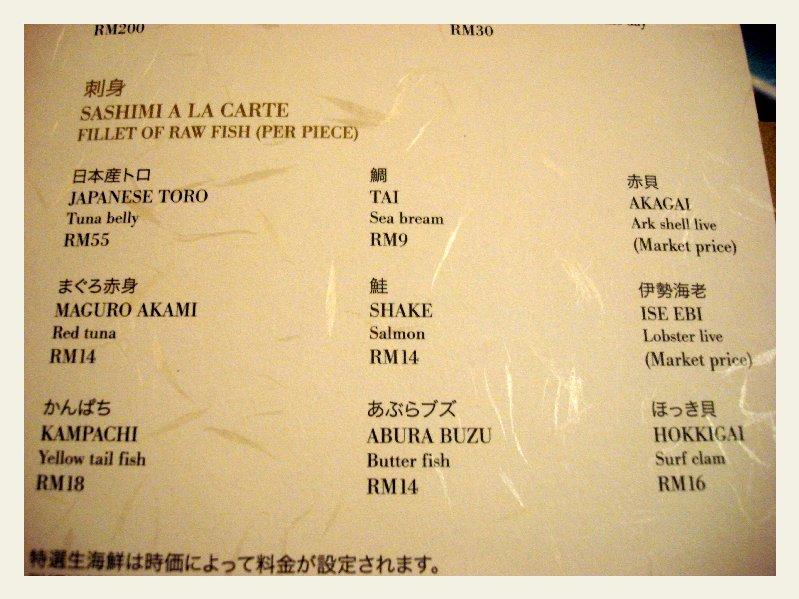 RM200
RM30
刺身
SASHIMI A LA CARTE
FILLET OF RAW FISH (PER PIECE)
日本産トロ
JAPANESE TORO
Tuna belly
RM55
鯛
TAI
Sea bream
RM9
赤貝
AKAGAI
Ark shell live
(Market price)
まぐろ赤身
MAGURO AKAMI
Red tuna
RM14
鮭
SHAKE
Salmon
RM14
伊勢海老
ISE EBI
Lobster live
(Market price)
かんぱち
KAMPACHI
Yellow tail fish
RM18
あぶらブズ
ABURA BUZU
Butter fish
RM14
ほっき貝
HOKKIGAI
Surf clam
RM16
特選生海鮮は時価によって料金が設定されます。